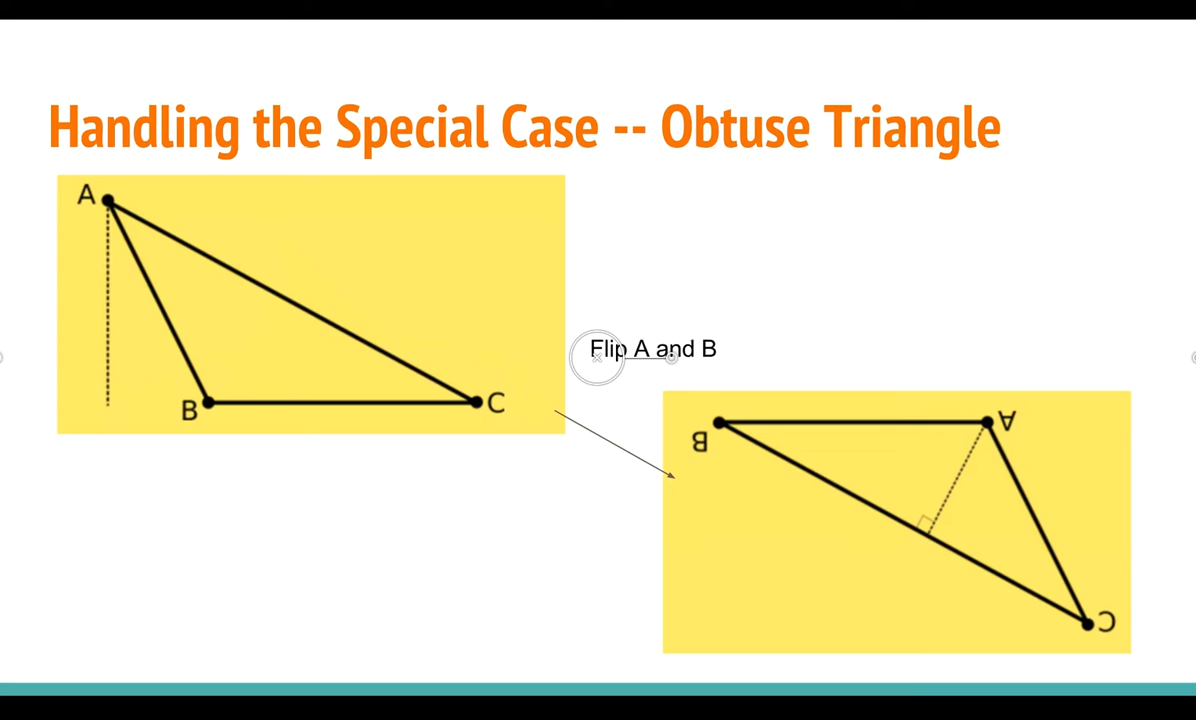 Handling the Special Case -- Obtuse Triangle
A
B
C
Flip A and B
B
A
C